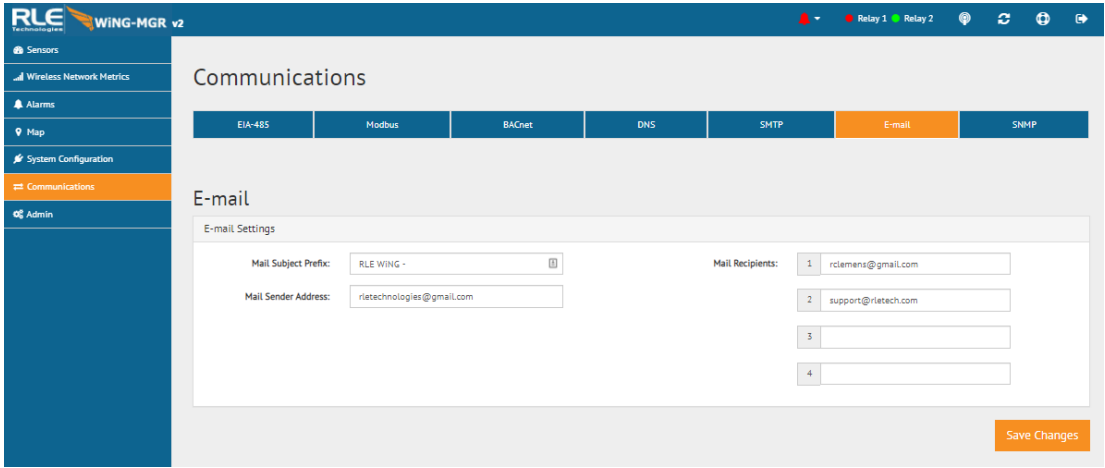 RLE Technologies WiNG-MGR v2
Relay 1 Relay 2
Sensors
Wireless Network Metrics
Alarms
Map
System Configuration
Communications
Admin
Communications
EIA-485 Modbus BACnet DNS SMTP E-mail SNMP
E-mail
E-mail Settings
Mail Subject Prefix: RLE WiNG -
Mail Sender Address: rletechnologies@gmail.com
Mail Recipients: 1 rclemens@gmail.com
2 support@rletech.com
3
4
Save Changes